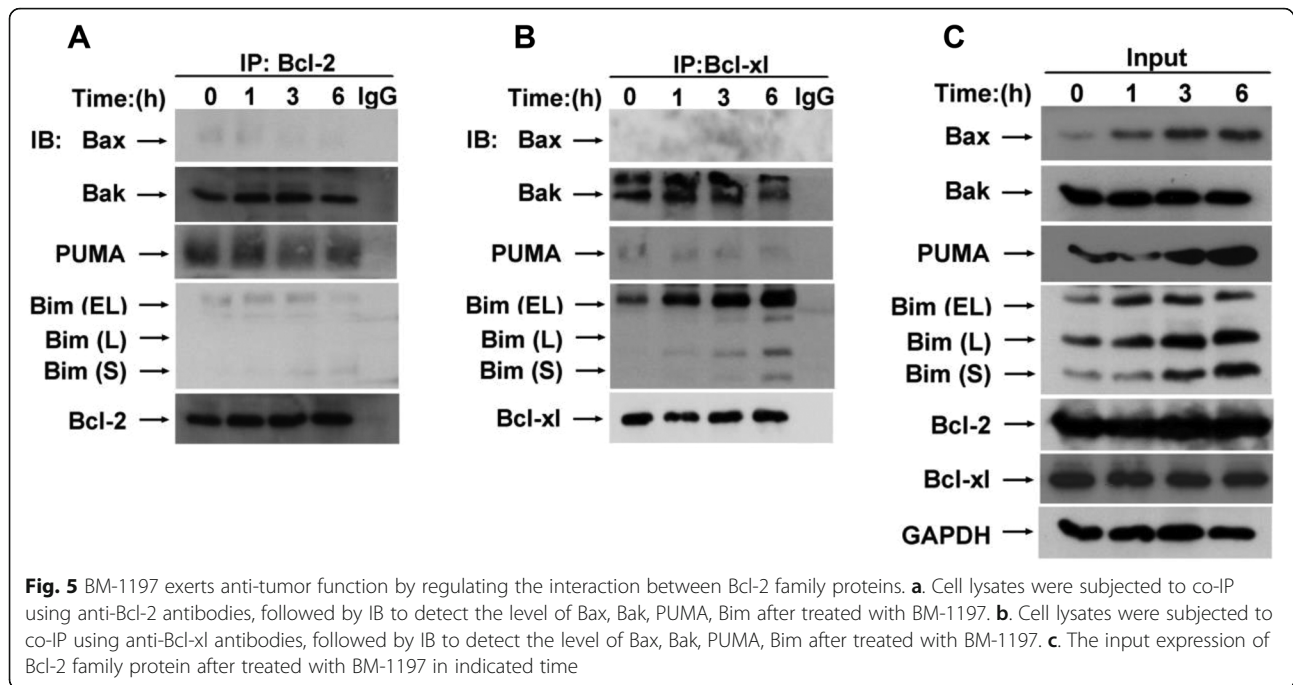 A
IP: Bcl-2
Time:(h) 0 1 3 6 IgG
IB: Bax
Bak
PUMA
Bim (EL)
Bim (L)
Bim (S)
Bcl-2
B
IP:Bcl-xl
Time:(h) 0 1 3 6 IgG
IB: Bax
Bak
PUMA
Bim (EL)
Bim (L)
Bim (S)
Bcl-xl
C
Input
Time:(h) 0 1 3 6
Bax
Bak
PUMA
Bim (EL)
Bim (L)
Bim (S)
Bcl-2
Bcl-xl
GAPDH
Fig. 5 BM-1197 exerts anti-tumor function by regulating the interaction between Bcl-2 family proteins. a. Cell lysates were subjected to co-IP
using anti-Bcl-2 antibodies, followed by IB to detect the level of Bax, Bak, PUMA, Bim after treated with BM-1197. b. Cell lysates were subjected to
co-IP using anti-Bcl-xl antibodies, followed by IB to detect the level of Bax, Bak, PUMA, Bim after treated with BM-1197. c. The input expression of
Bcl-2 family protein after treated with BM-1197 in indicated time